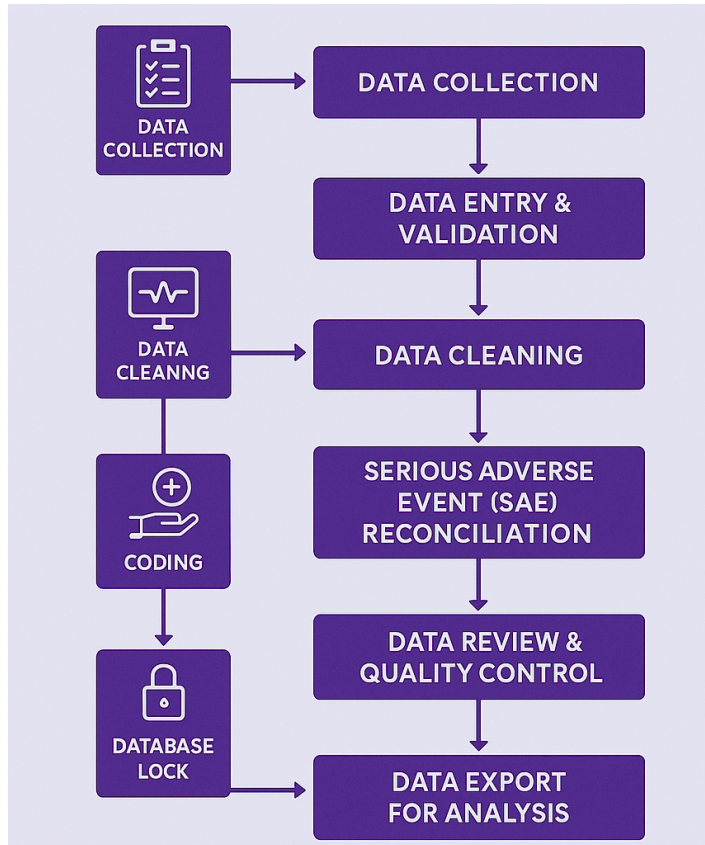 DATA
COLLECTION
DATA COLLECTION
DATA ENTRY &
VALIDATION
DATA
CLEANNG
DATA CLEANING
SERIOUS ADVERSE
EVENT (SAE)
RECONCILIATION
CODING
DATA REVIEW &
QUALITY CONTROL
DATABASE
LOCK
DATA EXPORT
FOR ANALYSIS